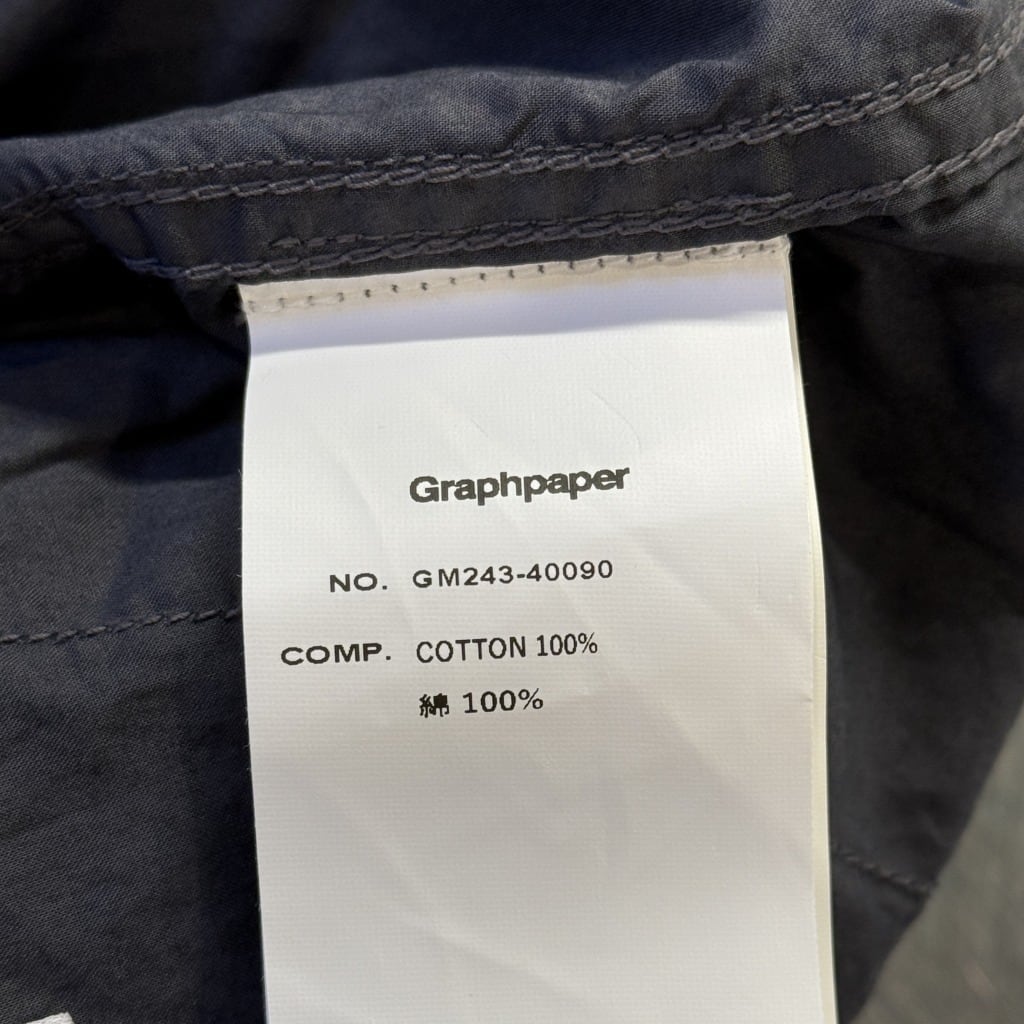 Graphpaper
NO. GM243-40090
COMP. COTTON 100%
綿 100%